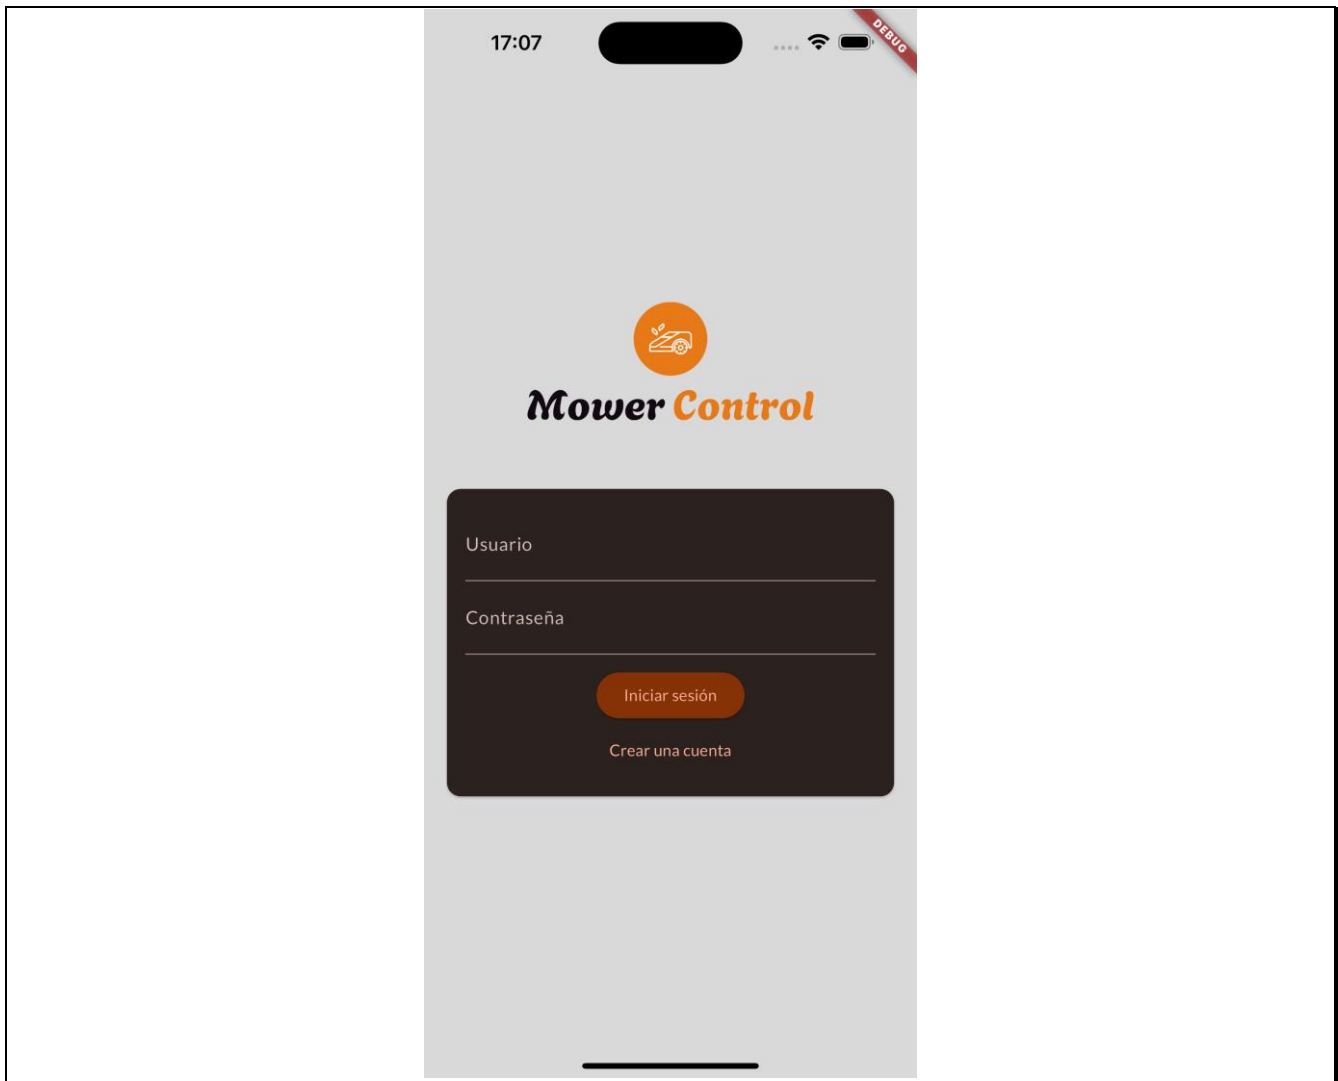 17:07
DEBUG
Mower Control
Usuario
Contraseña
Iniciar sesión
Crear una cuenta